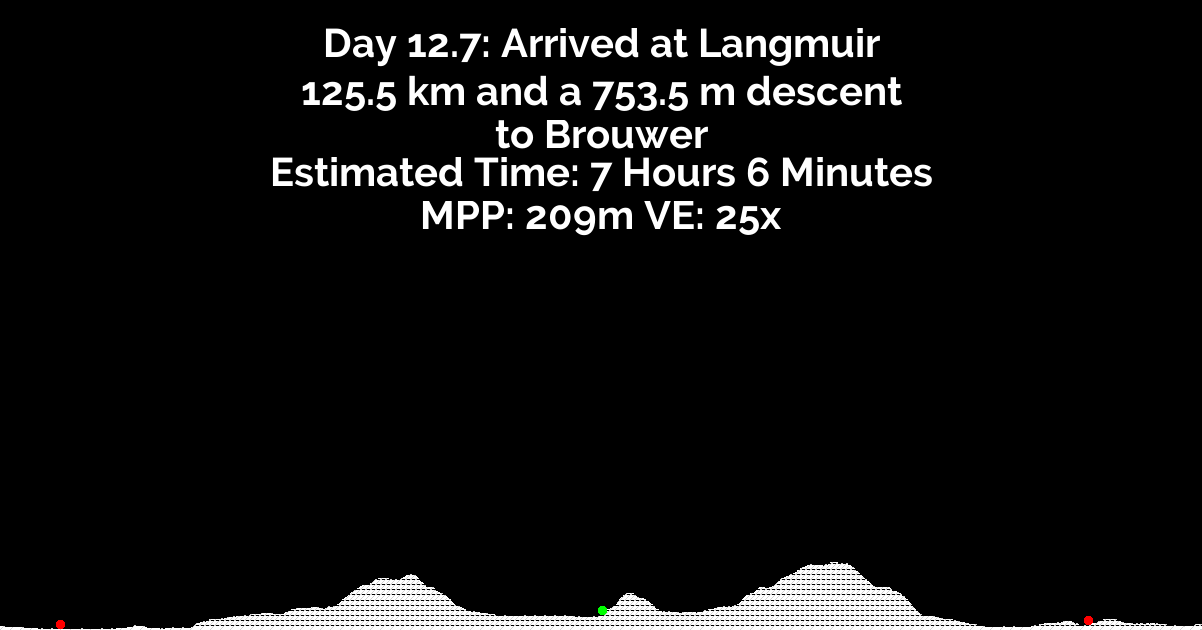 Day 12.7: Arrived at Langmuir
125.5 km and a 753.5 m descent
to Brouwer
Estimated Time: 7 Hours 6 Minutes
MPP: 209m VE: 25x